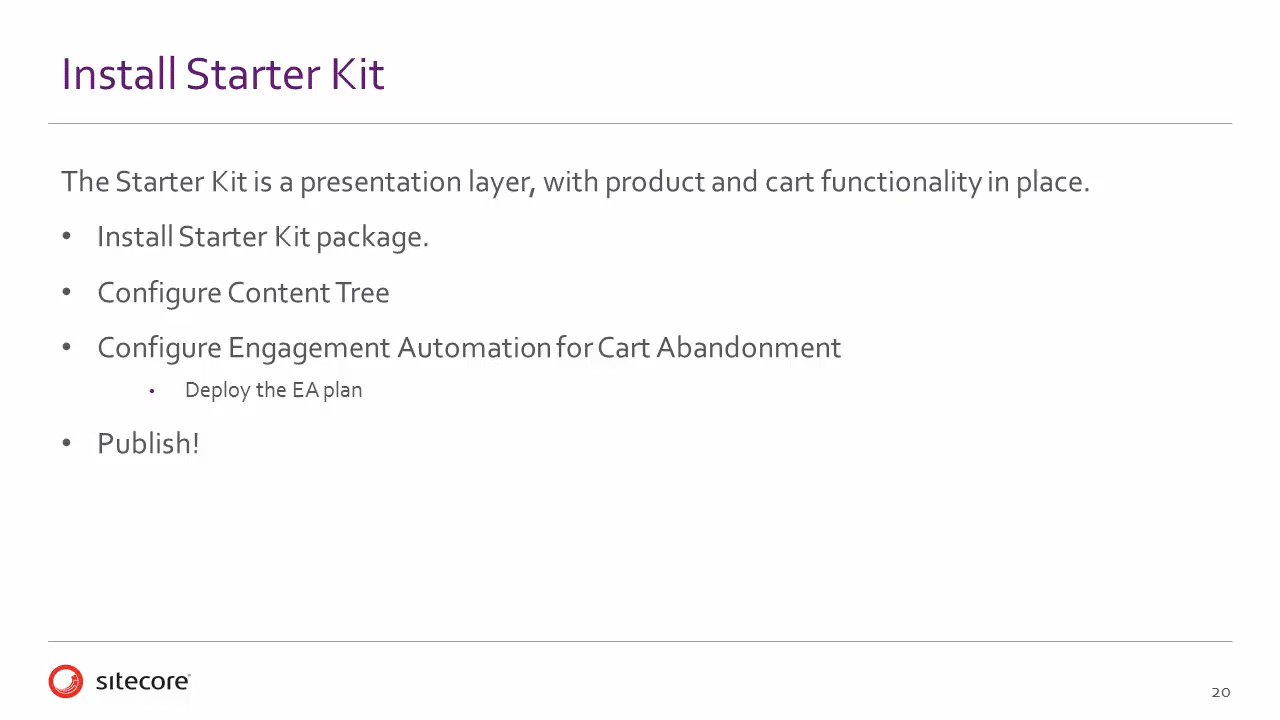 Install Starter Kit
The Starter Kit is a presentation layer, with product and cart functionality in place.
• Install Starter Kit package.
• Configure Content Tree
• Configure Engagement Automation for Cart Abandonment
• Deploy the EA plan
• Publish!
sitecore
20